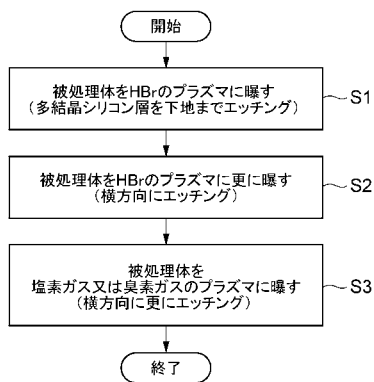 開始
被処理体をHBrのプラズマに曝す
(多結晶シリコン層を下地までエッチング)
S1
被処理体をHBrのプラズマに更に曝す
(横方向にエッチング)
S2
被処理体を
塩素ガス又は臭素ガスのプラズマに曝す
(横方向に更にエッチング)
S3
終了